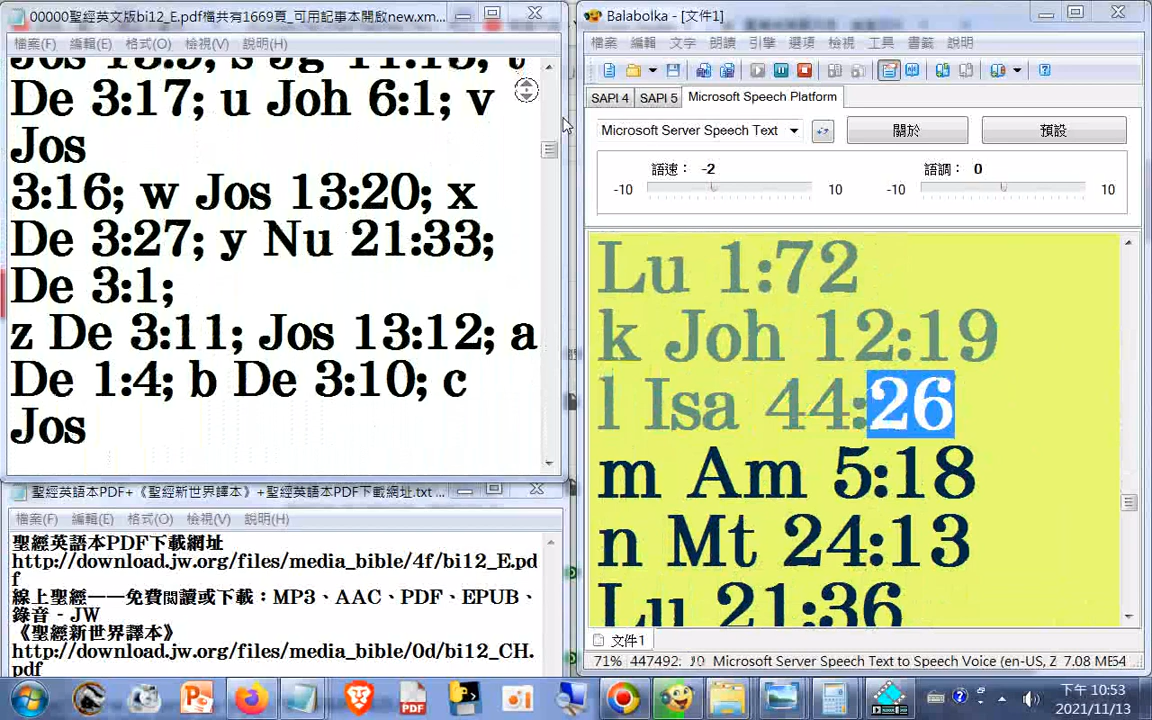 00000聖經英文版bi12_E.pdf檔共有1669頁_可用記事本開啟new.xm...
檔案(F) 編輯(E) 格式(O) 檢視(V) 說明(H)
De 3:17; u Joh 6:1; v
Jos
3:16; w Jos 13:20; x
De 3:27; y Nu 21:33;
De 3:1;
z De 3:11; Jos 13:12; a
De 1:4; b De 3:10; c
Jos
聖經英語本PDF+《聖經新世界譯本》+聖經英語本PDF下載網址.txt ...
檔案(F) 編輯(E) 格式(O) 檢視(V) 說明(H)
聖經英語本PDF下載網址
http://download.jw.org/files/media_bible/4f/bi12_E.pd
f
線上聖經——免費閱讀或下載：MP3、AAC、PDF、EPUB、
錄音 - JW
《聖經新世界譯本》
http://download.jw.org/files/media_bible/0d/bi12_CH.
pdf
Balabolka - [文件1]
檔案 編輯 文字 朗讀 引擎 選項 檢視 工具 書籤 說明
SAPI 4 SAPI 5 Microsoft Speech Platform
Microsoft Server Speech Text 關於 預設
語速： -2 語調： 0
-10 10 -10 10
Lu 1:72
k Joh 12:19
l Isa 44:26
m Am 5:18
n Mt 24:13
Lu 21:36
文件1
71% Microsoft Server Speech Text to Speech Voice (en-US, Z 7.08 MB
下午 10:53
2021/11/13